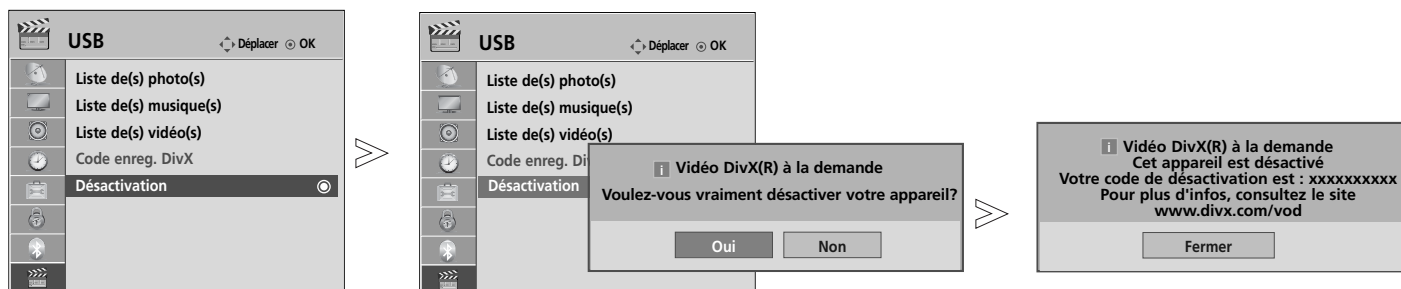 USB
Déplacer OK
Liste de(s) photo(s)
Liste de(s) musique(s)
Liste de(s) vidéo(s)
Code enreg. DivX
Désactivation
USB
Déplacer OK
Liste de(s) photo(s)
Liste de(s) musique(s)
Liste de(s) vidéo(s)
Code enreg. Di
Désactivation
i Vidéo DivX(R) à la demande
Voulez-vous vraiment désactiver votre appareil?
Oui Non
i Vidéo DivX(R) à la demande
Cet appareil est désactivé
Votre code de désactivation est : xxxxxxxxxx
Pour plus d'infos, consultez le site
www.divx.com/vod
Fermer